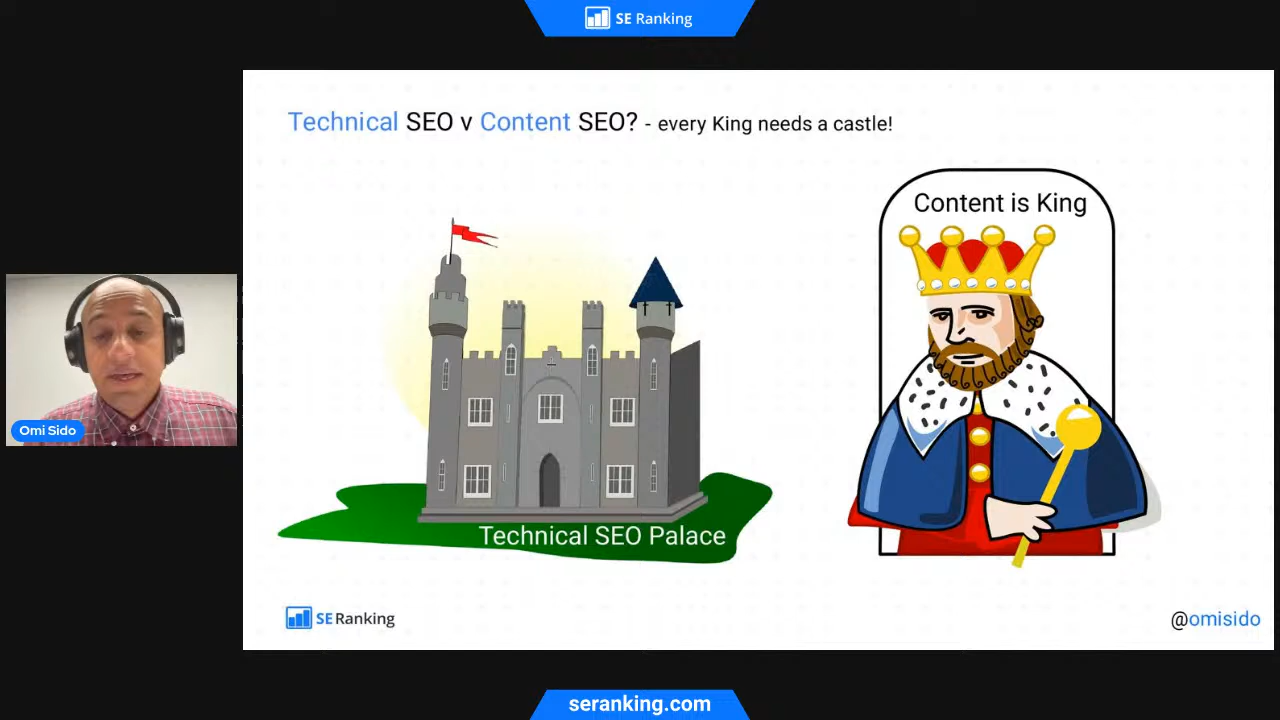 SE Ranking
Technical SEO v Content SEO? - every King needs a castle!
Content is King
Omi Sido
Technical SEO Palace
SE Ranking
@omisido
seranking.com